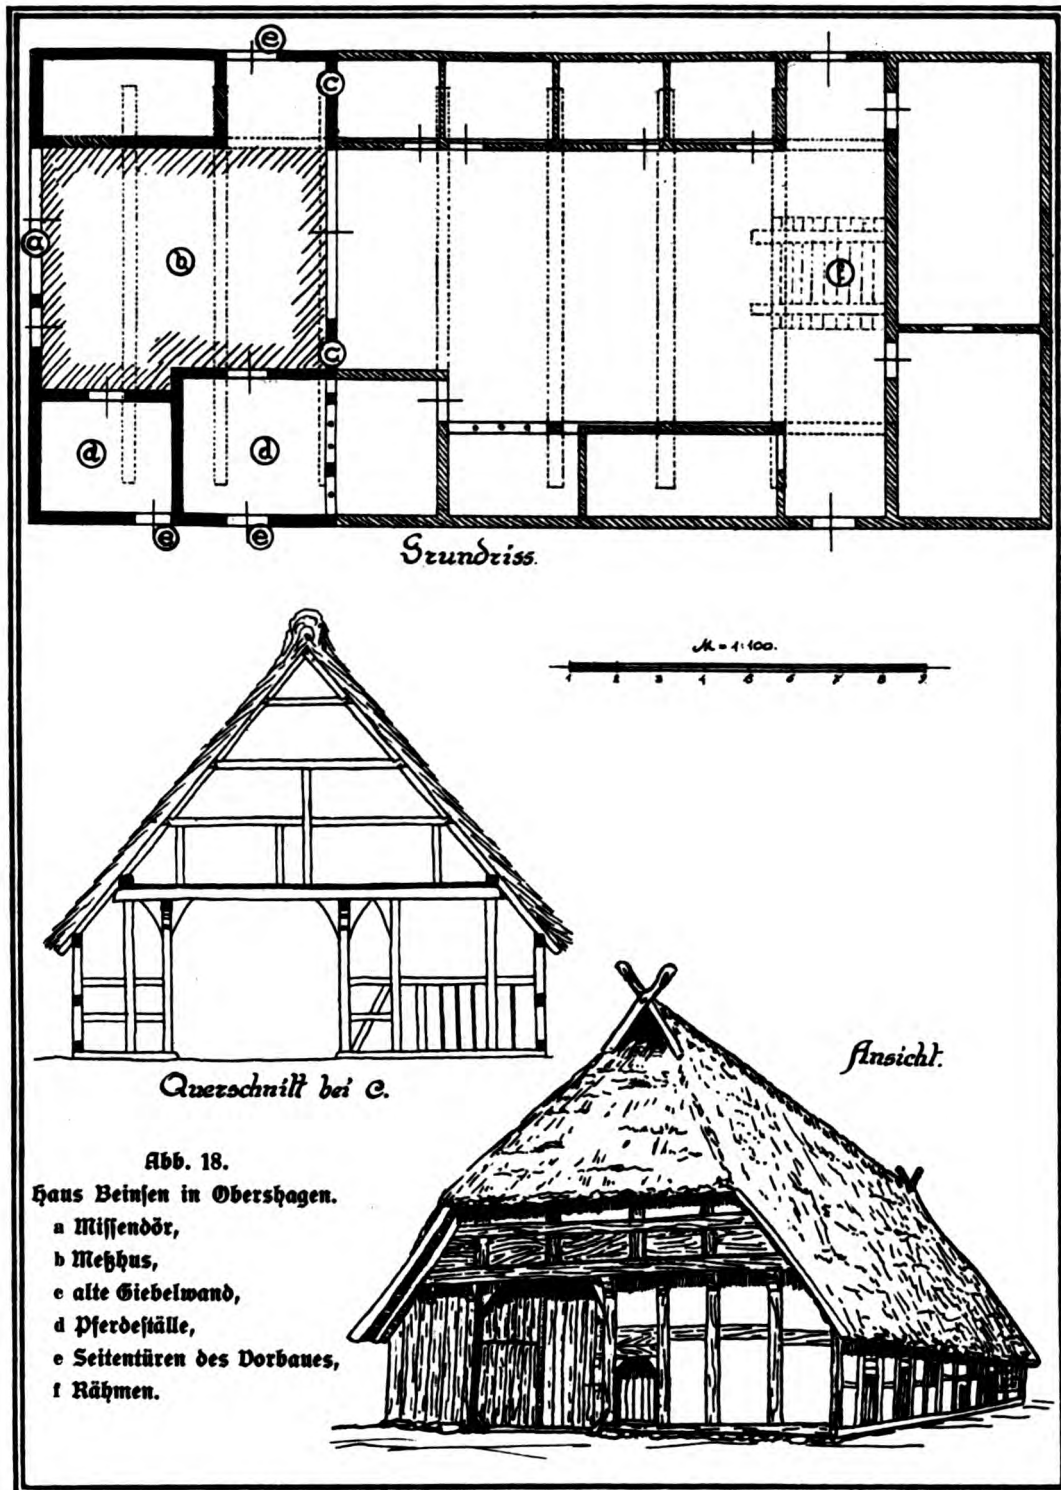 e
c
a
b
f
c
d
d
e
e
Grundriss.
M = 1:100.
1 2 3 4 5 6 7 8 9.
Querschnitt bei C.
Ansicht.
Abb. 18.
Haus Beinsen in Obershagen.
a Missendör,
b Meßhus,
c alte Giebelwand,
d Pferdeställe,
e Seitentüren des Vorbaues,
f Rähmen.